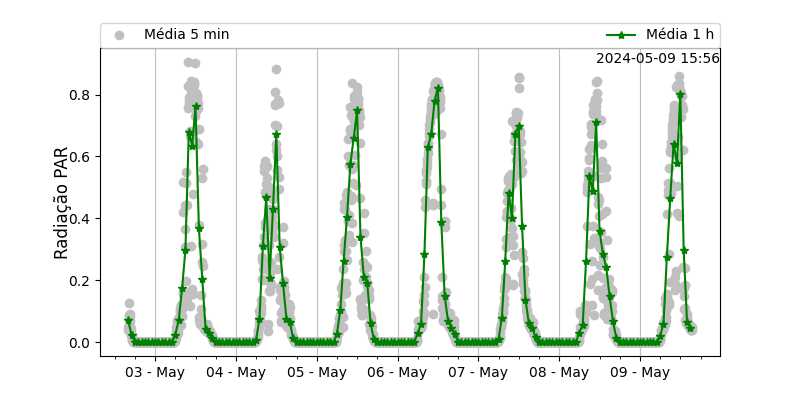 Média 5 min
Média 1 h
2024-05-09 15:56
Radiação PAR
0.8
0.6
0.4
0.2
0.0
03 - May
04 - May
05 - May
06 - May
07 - May
08 - May
09 - May